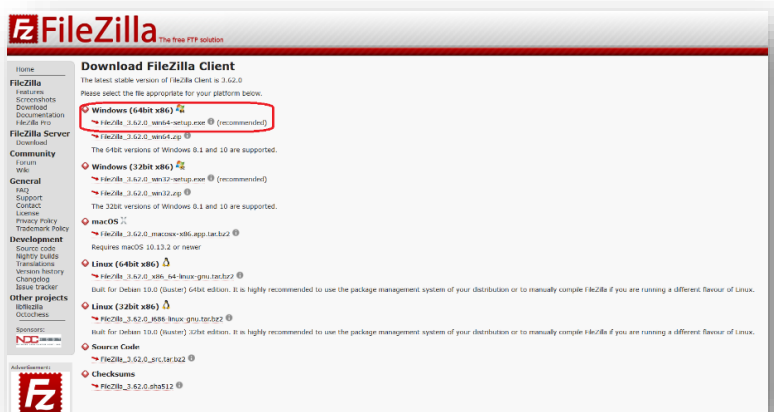 FileZilla The free FTP solution
Home
FileZilla
Features
Screenshots
Download
Documentation
FileZilla Pro
FileZilla Server
Download
Community
Forum
Wiki
General
FAQ
Support
Contact
License
Privacy Policy
Trademark Policy
Development
Source code
Nightly builds
Translations
Version history
Changelog
Issue tracker
Other projects
libfilezilla
Octochess
Sponsors:
Advertisement:
Fz
Download FileZilla Client
The latest stable version of FileZilla Client is 3.62.0
Please select the file appropriate for your platform below.
Windows (64bit x86)
FileZilla_3.62.0_win64-setup.exe (recommended)
FileZilla_3.62.0_win64.zip
The 64bit versions of Windows 8.1 and 10 are supported.
Windows (32bit x86)
FileZilla_3.62.0_win32-setup.exe (recommended)
FileZilla_3.62.0_win32.zip
The 32bit versions of Windows 8.1 and 10 are supported.
macOS
FileZilla_3.62.0_macosx-x86.app.tar.bz2
Requires macOS 10.13.2 or newer
Linux (64bit x86)
FileZilla_3.62.0_x86_64-linux-gnu.tar.bz2
Built for Debian 10.0 (Buster) 64bit edition. It is highly recommended to use the package management system of your distribution or to manually compile FileZilla if you are running a different flavour of Linux.
Linux (32bit x86)
FileZilla_3.62.0_i686-linux-gnu.tar.bz2
Built for Debian 10.0 (Buster) 32bit edition. It is highly recommended to use the package management system of your distribution or to manually compile FileZilla if you are running a different flavour of Linux.
Source Code
FileZilla_3.62.0_src.tar.bz2
Checksums
FileZilla_3.62.0.sha512